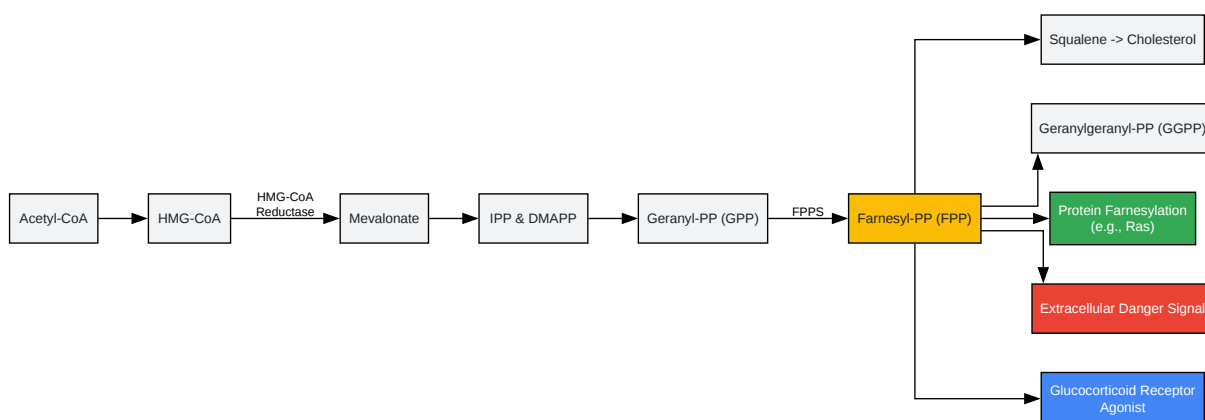 Squalene -> Cholesterol
Geranylgeranyl-PP (GGPP)
Acetyl-CoA
HMG-CoA
HMG-CoA
Reductase
Mevalonate
IPP & DMAPP
Geranyl-PP (GPP)
FPPS
Farnesyl-PP (FPP)
Protein Farnesylation
(e.g., Ras)
Extracellular Danger Signal
Glucocorticoid Receptor
Agonist